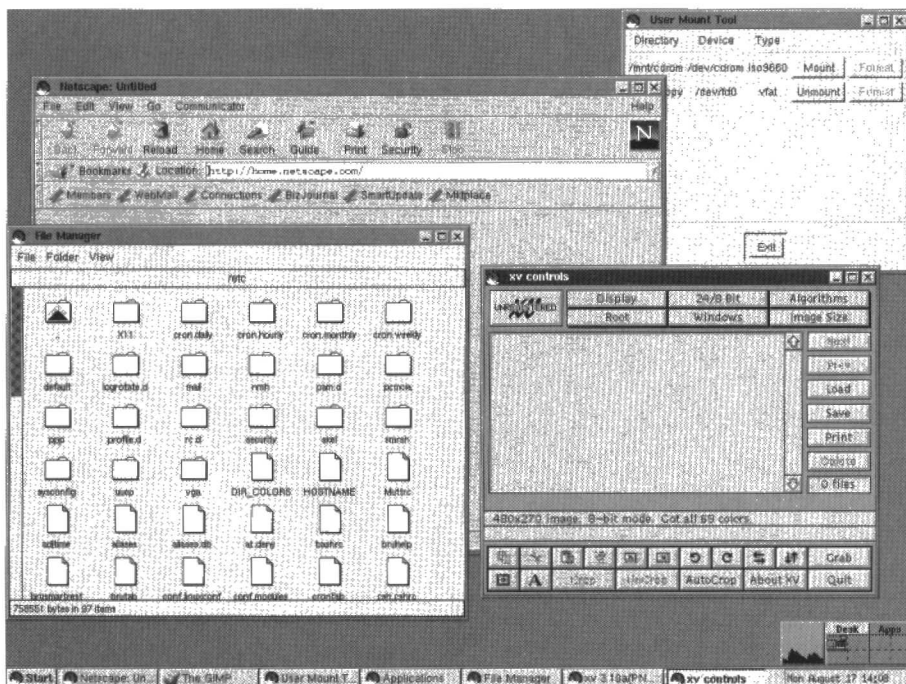 User Mount Tool
Directory Device Type
/mnt/cdrom /dev/cdrom iso9660 Mount Format
/dev/fd0 vfat Unmount Format
Exit
Netscape: Untitled
File Edit View Go Communicator Help
Back Forward Reload Home Search Guide Print Security Stop
N
Bookmarks Location: http://home.netscape.com/
Members WebMail Connections BizJournal SmartUpdate Mktplace
File Manager
File Folder View
/etc
.. X11 cron.daily cron.hourly cron.monthly cron.weekly
default logrotate.d mail nmh pam.d pcmcia
ppp profile.d rc.d security skel
sysconfig uucp vga DIR_COLORS HOSTNAME Muttrc
adjtime aliases aliases.db at.deny bashrc bruhelp
brutab conf.linuxconf conf.modules crontab csh.cshrc
758551 bytes in 97 items
xv controls
UNREGISTERED
Display 24/8 Bit Algorithms
Root Windows Image Size
Next
Prev
Load
Save
Print
Delete
0 files
480x270 image. 8-bit mode. Got all 69 colors.
Grab
A Crop UnCrop AutoCrop About XV Quit
Desk Apps
Start Netscape: Un... The GIMP User Mount T... Applications File Manager xv 3.10a(PN... xv controls Mon August 17 14:08